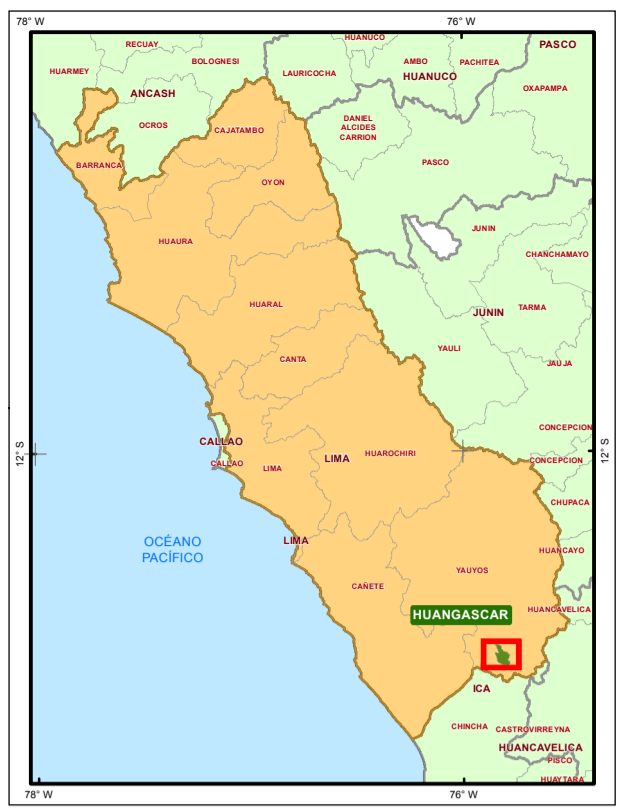 78° W
76° W
HUANUCO
PASCO
RECUAY
BOLOGNESI
AMBO
PACHITEA
HUARMEY
LAURICOCHA
HUANUCO
ANCASH
OXAPAMPA
OCROS
CAJATAMBO
DANIEL
ALCIDES
CARRION
BARRANCA
PASCO
OYON
HUAURA
JUNIN
CHANCHAMAYO
HUARAL
JUNIN
TARMA
YAULI
CANTA
JAUJA
CONCEPCION
CALLAO
12° S
12° S
CALLAO
LIMA
LIMA
HUAROCHIRI
CONCEPCION
CHUPACA
OCÉANO
PACÍFICO
LIMA
HUANCAYO
YAUYOS
CAÑETE
HUANGASCAR
HUANCAVELICA
ICA
CHINCHA
CASTROVIRREYNA
HUANCAVELICA
PISCO
HUAYTARA
78° W
76° W